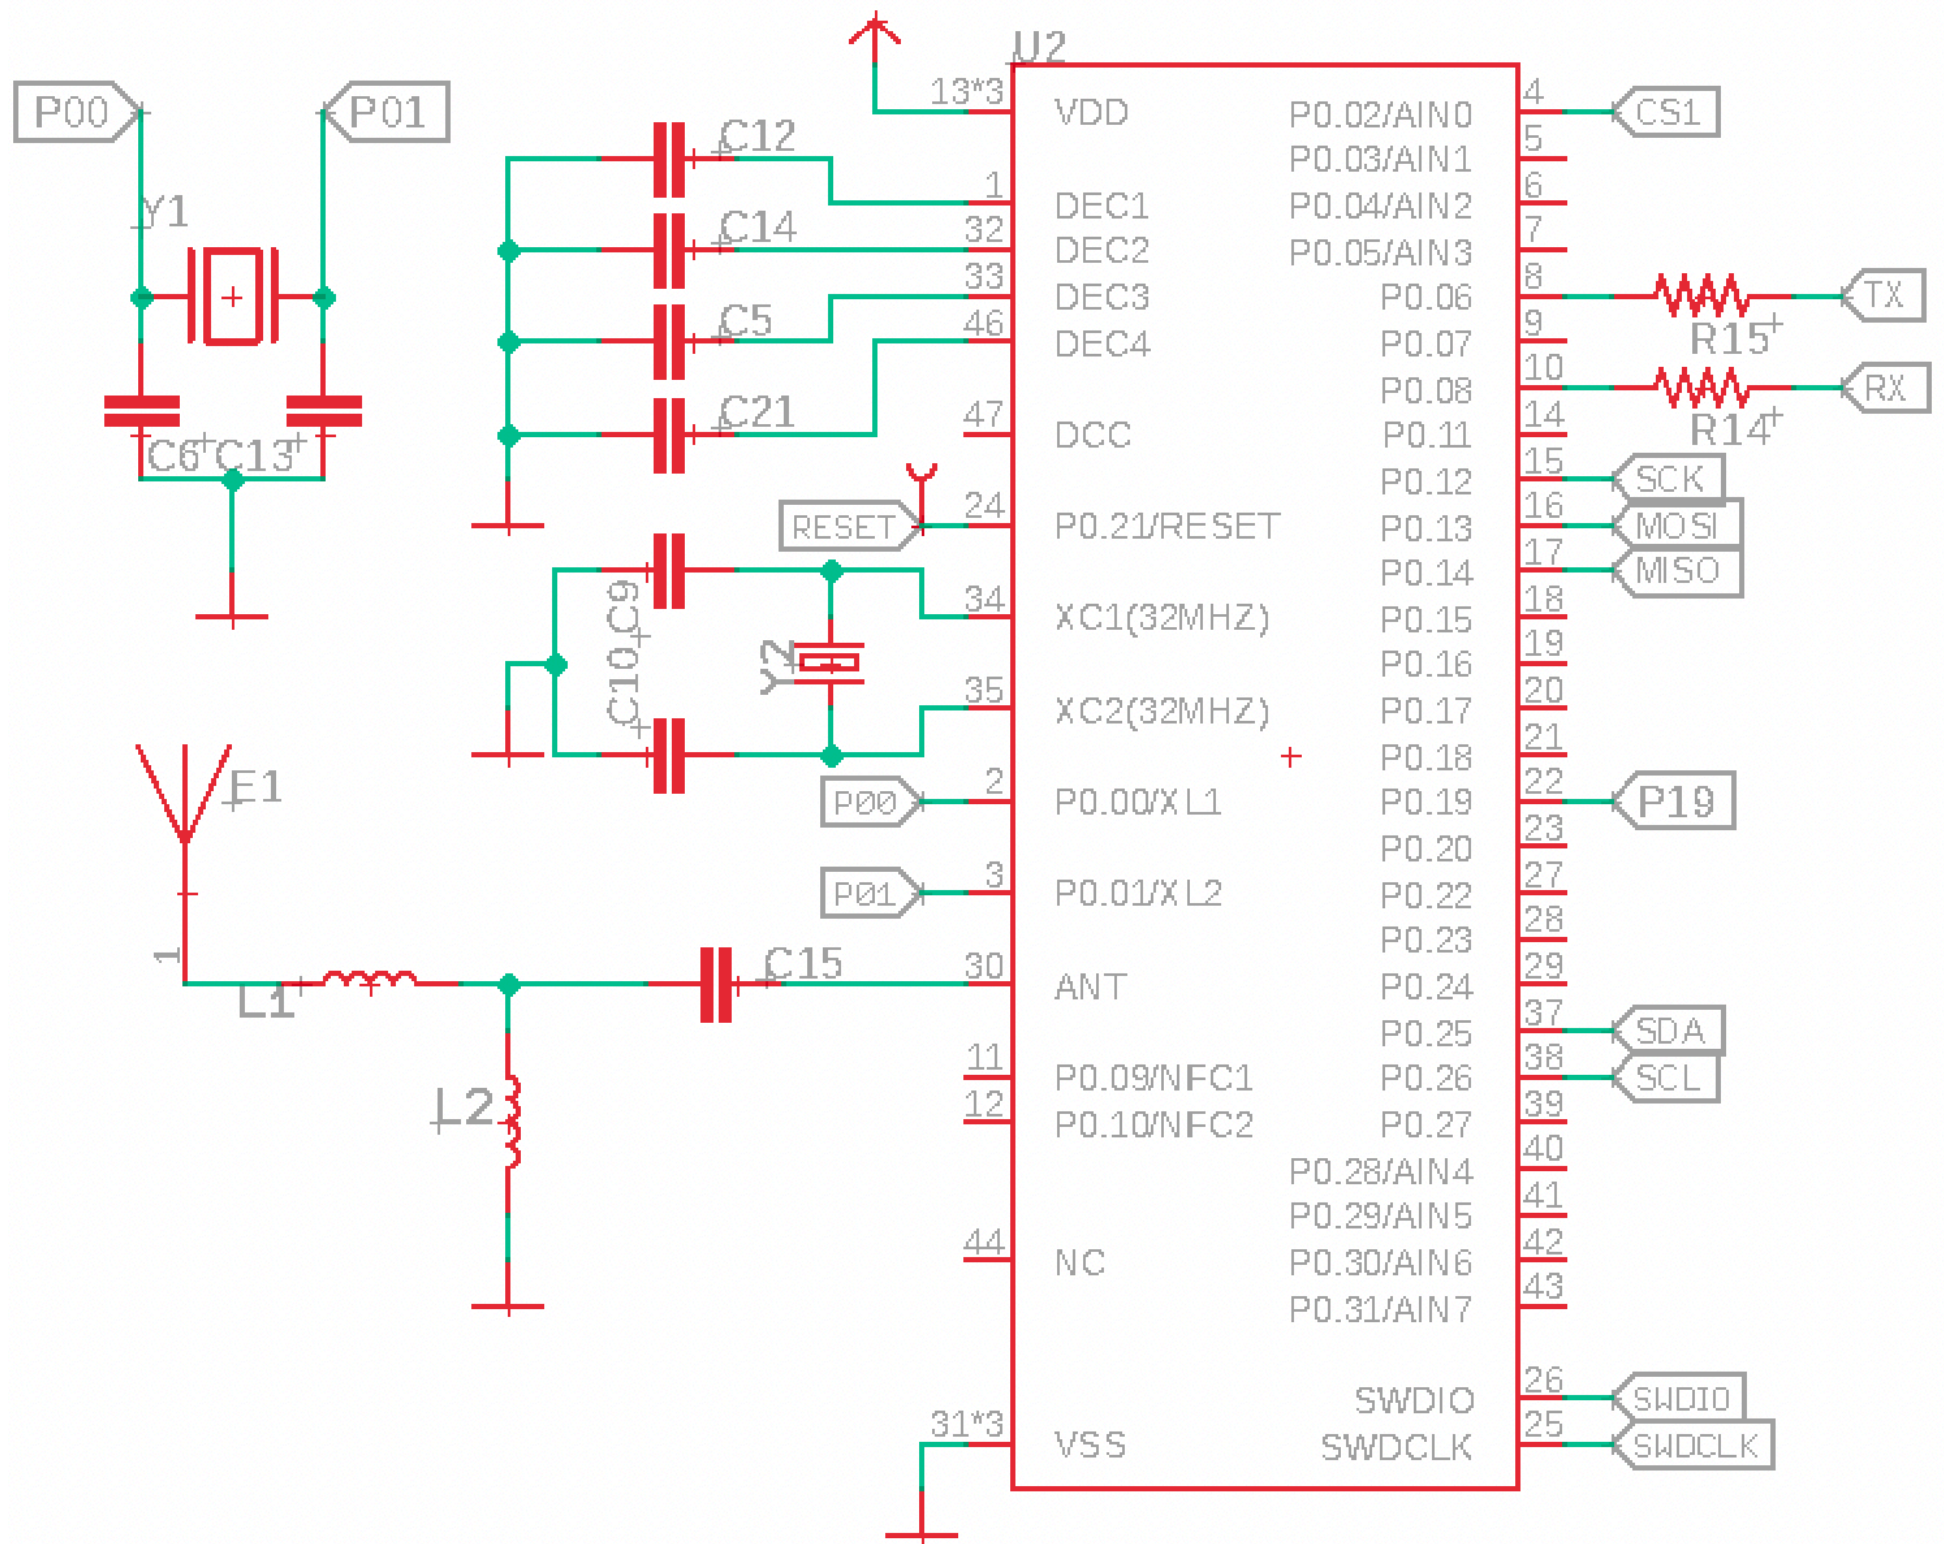 U2
P00
P01
Y1
C6
C13
E1
1
L1
L2
C15
C12
C14
C5
C21
RESET
C9
C10
Y2
P00
P01
13*3 VDD
1 DEC1
32 DEC2
33 DEC3
46 DEC4
47 DCC
24 P0.21/RESET
34 XC1(32MHZ)
35 XC2(32MHZ)
2 P0.00/XL1
3 P0.01/XL2
30 ANT
11 P0.09/NFC1
12 P0.10/NFC2
44 NC
31*3 VSS
P0.02/AIN0 4 CS1
P0.03/AIN1 5
P0.04/AIN2 6
P0.05/AIN3 7
P0.06 8 R15 TX
P0.07 9
P0.08 10 R14 RX
P0.11 14
P0.12 15 SCK
P0.13 16 MOSI
P0.14 17 MISO
P0.15 18
P0.16 19
P0.17 20
P0.18 21
P0.19 22 P19
P0.20 23
P0.22 27
P0.23 28
P0.24 29
P0.25 37 SDA
P0.26 38 SCL
P0.27 39
P0.28/AIN4 40
P0.29/AIN5 41
P0.30/AIN6 42
P0.31/AIN7 43
SWDIO 26 SWDIO
SWDCLK 25 SWDCLK